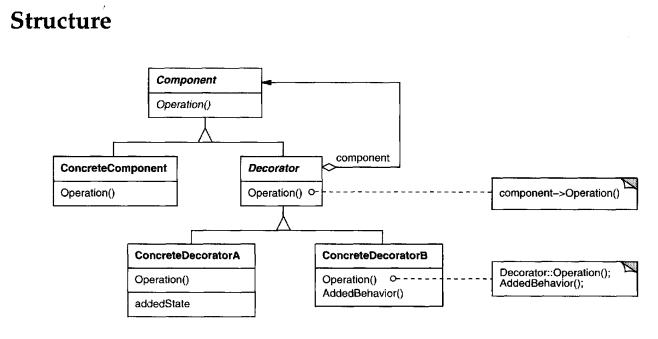 Structure
Component
Operation()
component
ConcreteComponent
Operation()
Decorator
Operation()
component->Operation()
ConcreteDecoratorA
Operation()
addedState
ConcreteDecoratorB
Operation()
AddedBehavior()
Decorator::Operation();
AddedBehavior();